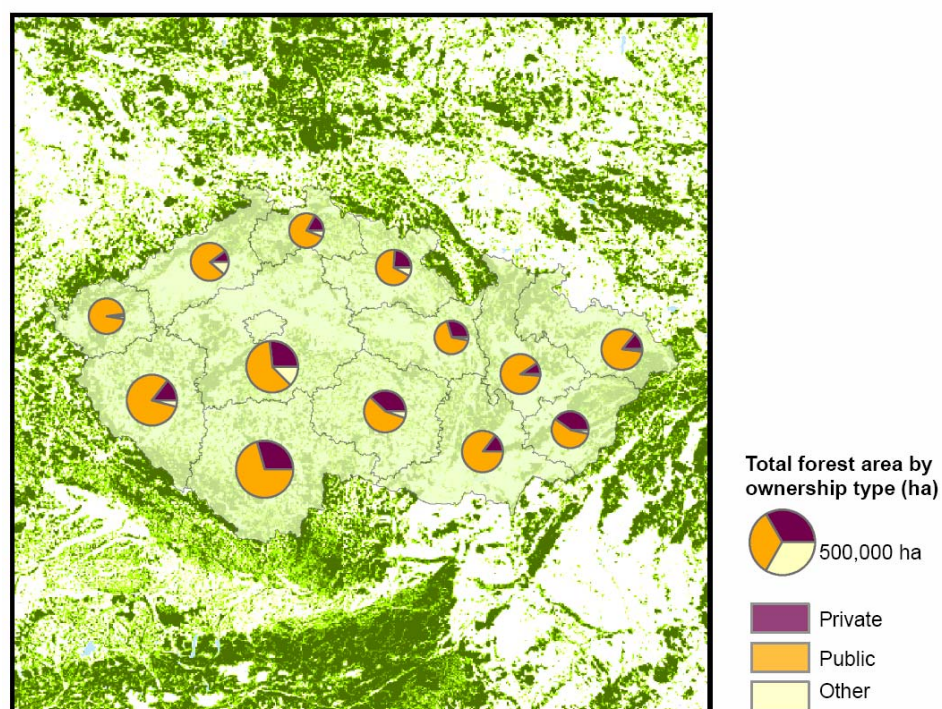 Total forest area by
ownership type (ha)
500,000 ha
Private
Public
Other